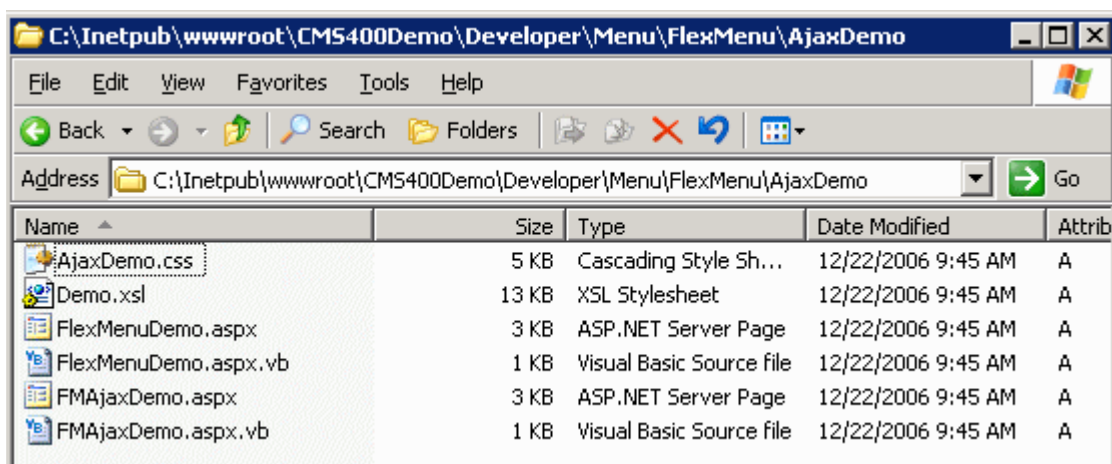 C:\Inetpub\wwwroot\CMS400Demo\Developer\Menu\FlexMenu\AjaxDemo
File Edit View Favorites Tools Help
Back Search Folders
Address C:\Inetpub\wwwroot\CMS400Demo\Developer\Menu\FlexMenu\AjaxDemo Go
Name Size Type Date Modified Attrib
AjaxDemo.css 5 KB Cascading Style Sh... 12/22/2006 9:45 AM A
Demo.xsl 13 KB XSL Stylesheet 12/22/2006 9:45 AM A
FlexMenuDemo.aspx 3 KB ASP.NET Server Page 12/22/2006 9:45 AM A
FlexMenuDemo.aspx.vb 1 KB Visual Basic Source file 12/22/2006 9:45 AM A
FMAjaxDemo.aspx 3 KB ASP.NET Server Page 12/22/2006 9:45 AM A
FMAjaxDemo.aspx.vb 1 KB Visual Basic Source file 12/22/2006 9:45 AM A